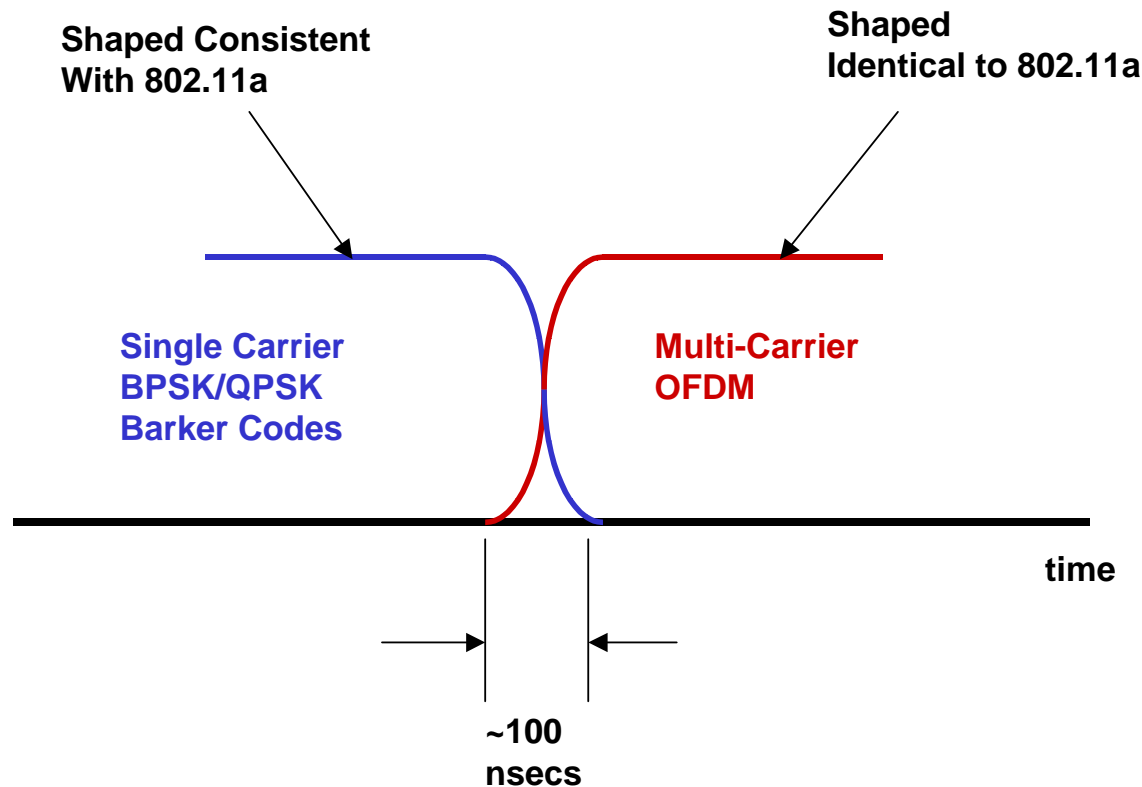 Shaped Consistent
With 802.11a
Shaped
Identical to 802.11a
Single Carrier
BPSK/QPSK
Barker Codes
Multi-Carrier
OFDM
time
~100
nsecs